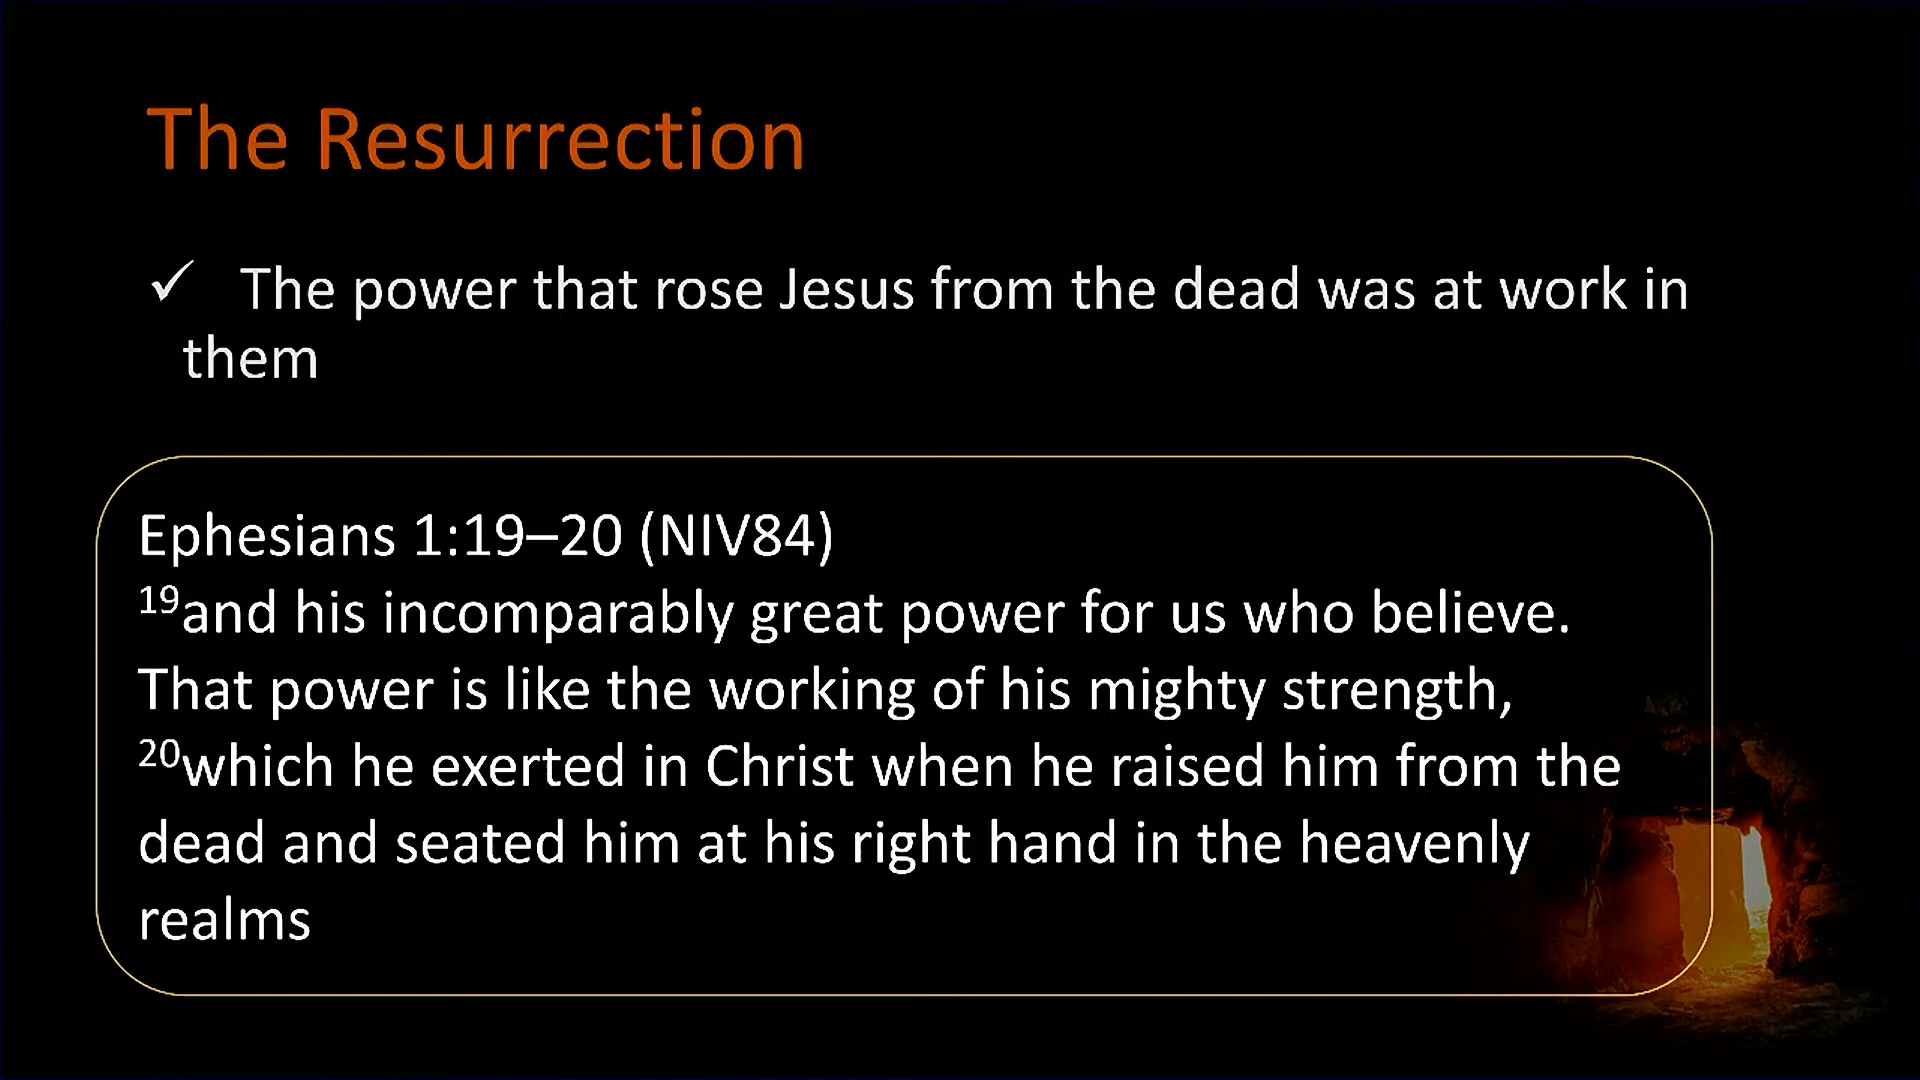 The Resurrection
✓ The power that rose Jesus from the dead was at work in
them
Ephesians 1:19–20 (NIV84)
19and his incomparably great power for us who believe.
That power is like the working of his mighty strength,
20which he exerted in Christ when he raised him from the
dead and seated him at his right hand in the heavenly
realms